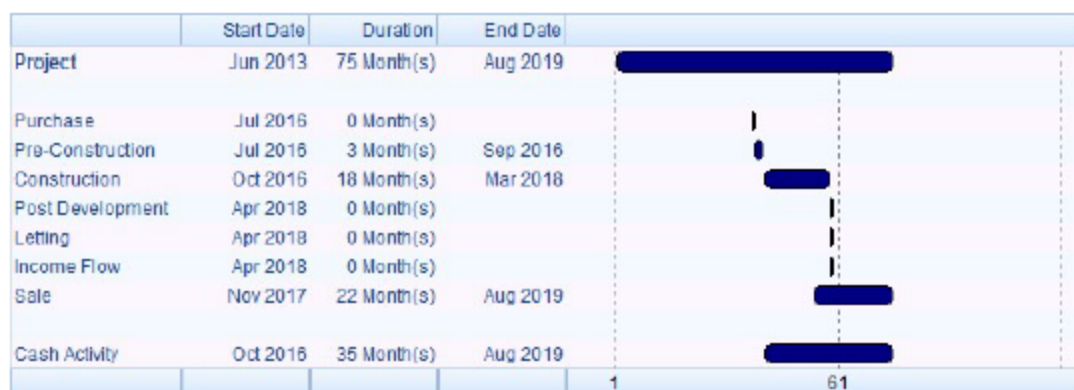 Start Date Duration End Date
Project Jun 2013 75 Month(s) Aug 2019
Purchase Jul 2016 0 Month(s)
Pre-Construction Jul 2016 3 Month(s) Sep 2016
Construction Oct 2016 18 Month(s) Mar 2018
Post Development Apr 2018 0 Month(s)
Letting Apr 2018 0 Month(s)
Income Flow Apr 2018 0 Month(s)
Sale Nov 2017 22 Month(s) Aug 2019
Cash Activity Oct 2016 35 Month(s) Aug 2019
1 61